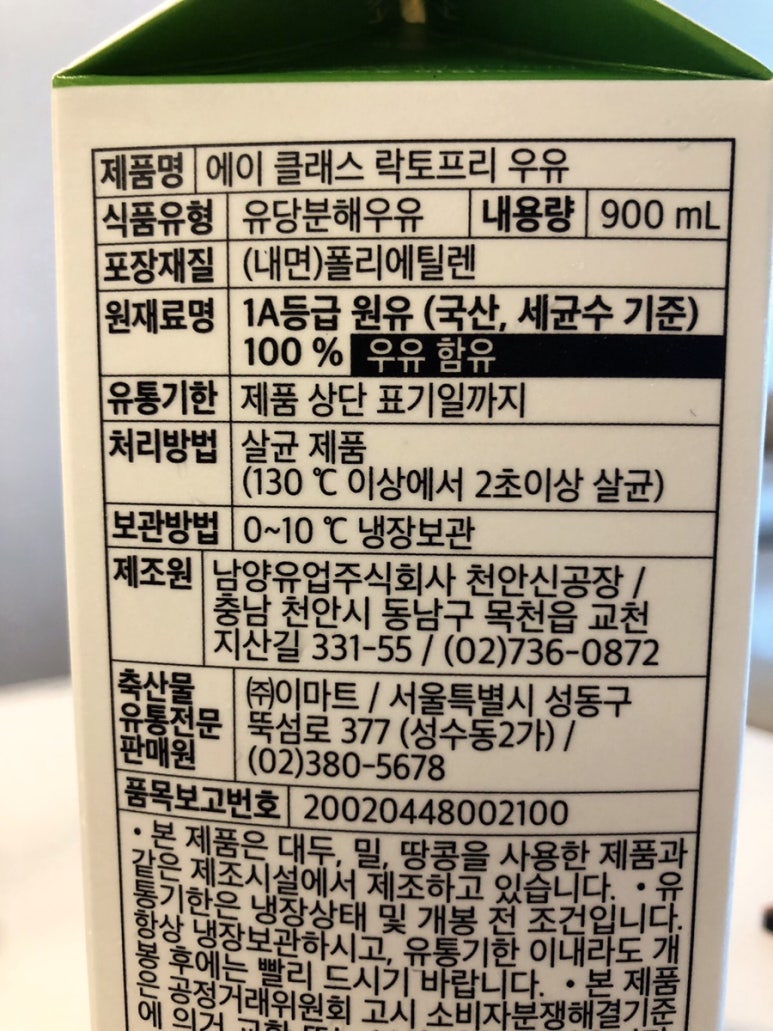 제품명 에이 클래스 락토프리 우유
식품유형 유당분해우유 내용량 900 mL
포장재질 (내면)폴리에틸렌
원재료명 1A등급 원유 (국산, 세균수 기준)
100 % 우유 함유
유통기한 제품 상단 표기일까지
처리방법 살균 제품
(130 ℃ 이상에서 2초이상 살균)
보관방법 0~10 ℃ 냉장보관
제조원 남양유업주식회사 천안신공장 /
충남 천안시 동남구 목천읍 교천
지산길 331-55 / (02)736-0872
축산물
유통전문
판매원
㈜이마트 / 서울특별시 성동구
뚝섬로 377 (성수동2가) /
(02)380-5678
품목보고번호 20020448002100
• 본 제품은 대두, 밀, 땅콩을 사용한 제품과
같은 제조시설에서 제조하고 있습니다. • 유
통기한은 냉장상태 및 개봉 전 조건입니다.
항상 냉장보관하시고, 유통기한 이내라도 개
봉 후에는 빨리 드시기 바랍니다. • 본 제품
은 공정거래위원회 고시 소비자분쟁해결기준
에 의거 교환 또는